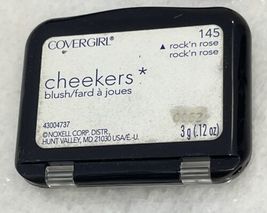 COVERGIRL®
145
▲ rock'n rose
rock'n rose
cheekers *
blush/fard à joues
43004737
©NOXELL CORP. DISTR.,
HUNT VALLEY, MD 21030 USA/É.-U.
3 g (.12 oz)